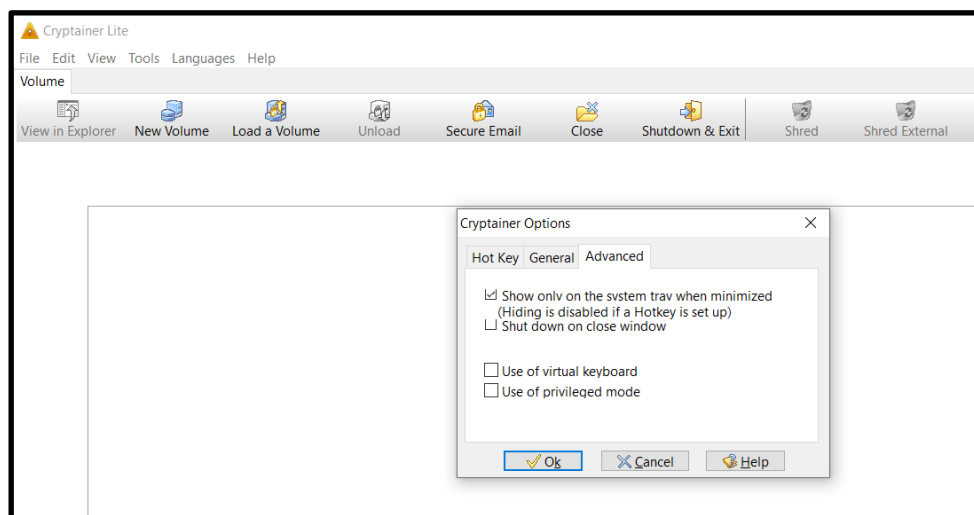 Cryptainer Lite
File Edit View Tools Languages Help
Volume
View in Explorer New Volume Load a Volume Unload Secure Email Close Shutdown & Exit Shred Shred External
Cryptainer Options
Hot Key General Advanced
Show only on the system tray when minimized
(Hiding is disabled if a Hotkey is set up)
Shut down on close window
Use of virtual keyboard
Use of privileged mode
Ok Cancel Help